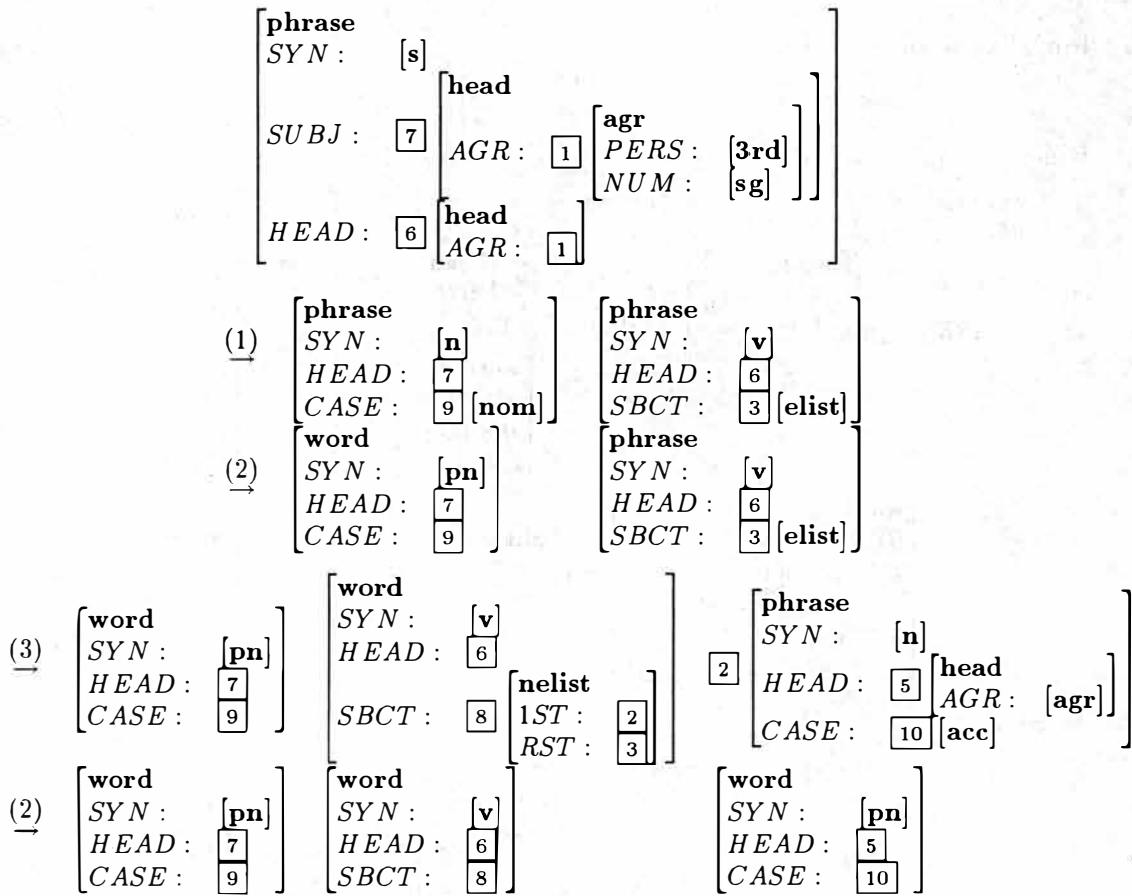 phrase
SYN : [s]
head
agr
SUBJ : 7 AGR : 1 PERS : [3rd]
NUM : [sg]
HEAD : 6 head
AGR : 1
(1) → phrase phrase
SYN : [n] SYN : [v]
HEAD : 7 HEAD : 6
CASE : 9 [nom] SBCT : 3 [elist]
(2) → word phrase
SYN : [pn] SYN : [v]
HEAD : 7 HEAD : 6
CASE : 9 SBCT : 3 [elist]
(3) → word word phrase
SYN : [pn] SYN : [v] SYN : [n]
HEAD : 7 HEAD : 6 2 HEAD : 5 head
AGR : [agr]
CASE : 9 SBCT : 8 nelist CASE : 10 [acc]
1ST : 2
RST : 3
(2) → word word word
SYN : [pn] SYN : [v] SYN : [pn]
HEAD : 7 HEAD : 6 HEAD : 5
CASE : 9 SBCT : 8 CASE : 10